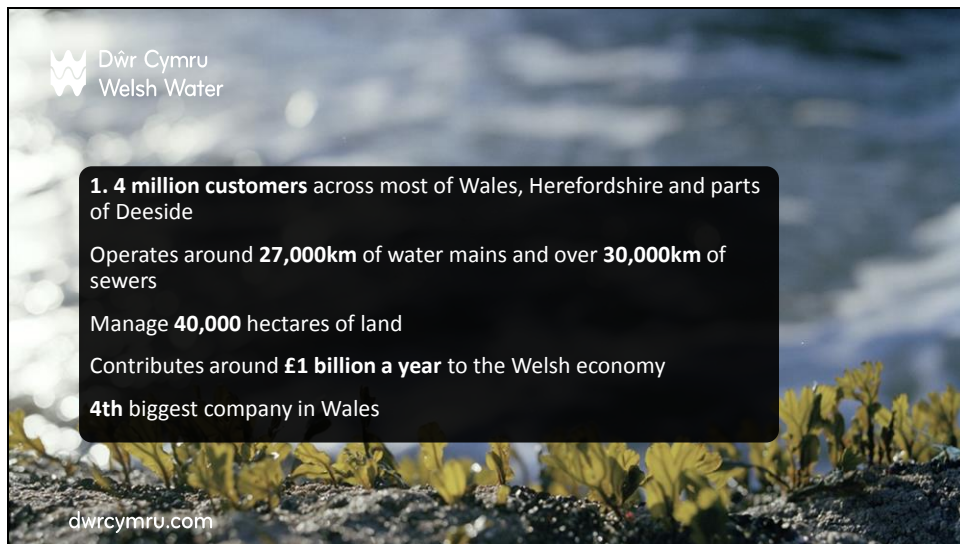 Dŵr Cymru
Welsh Water
1. 4 million customers across most of Wales, Herefordshire and parts
of Deeside
Operates around 27,000km of water mains and over 30,000km of
sewers
Manage 40,000 hectares of land
Contributes around £1 billion a year to the Welsh economy
4th biggest company in Wales
dwrcymru.com